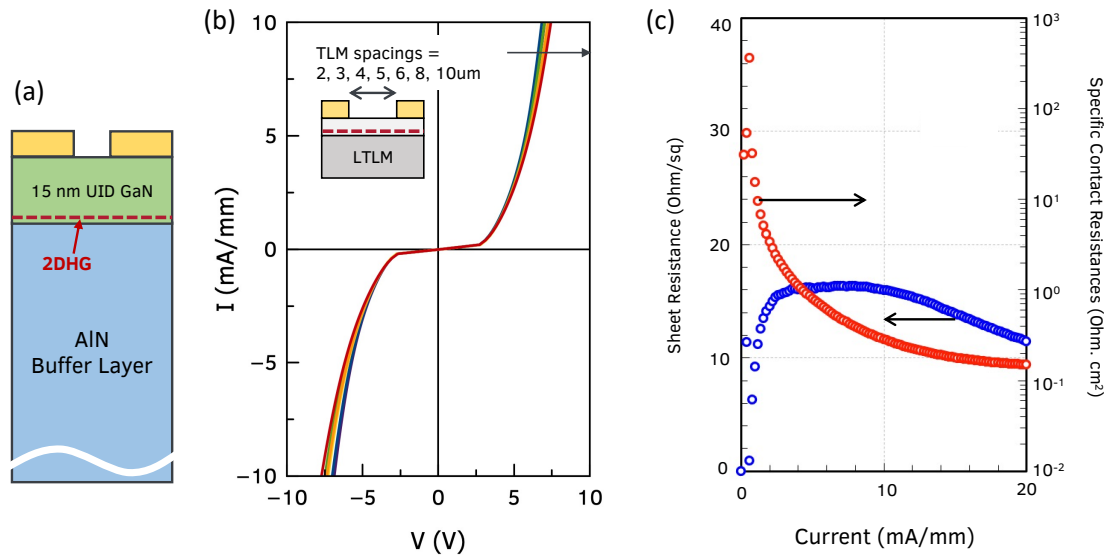 (a)
15 nm UID GaN
2DHG
AlN
Buffer Layer
(b)
I (mA/mm)
10
5
0
−5
−10
TLM spacings =
2, 3, 4, 5, 6, 8, 10um
LTLM
−10
−5
0
5
10
V (V)
(c)
Sheet Resistance (Ohm/sq)
40
30
20
10
0
10³
10²
10¹
10⁰
10⁻¹
10⁻²
Specific Contact
Resistances (Ohm. cm²)
0
10
20
Current (mA/mm)